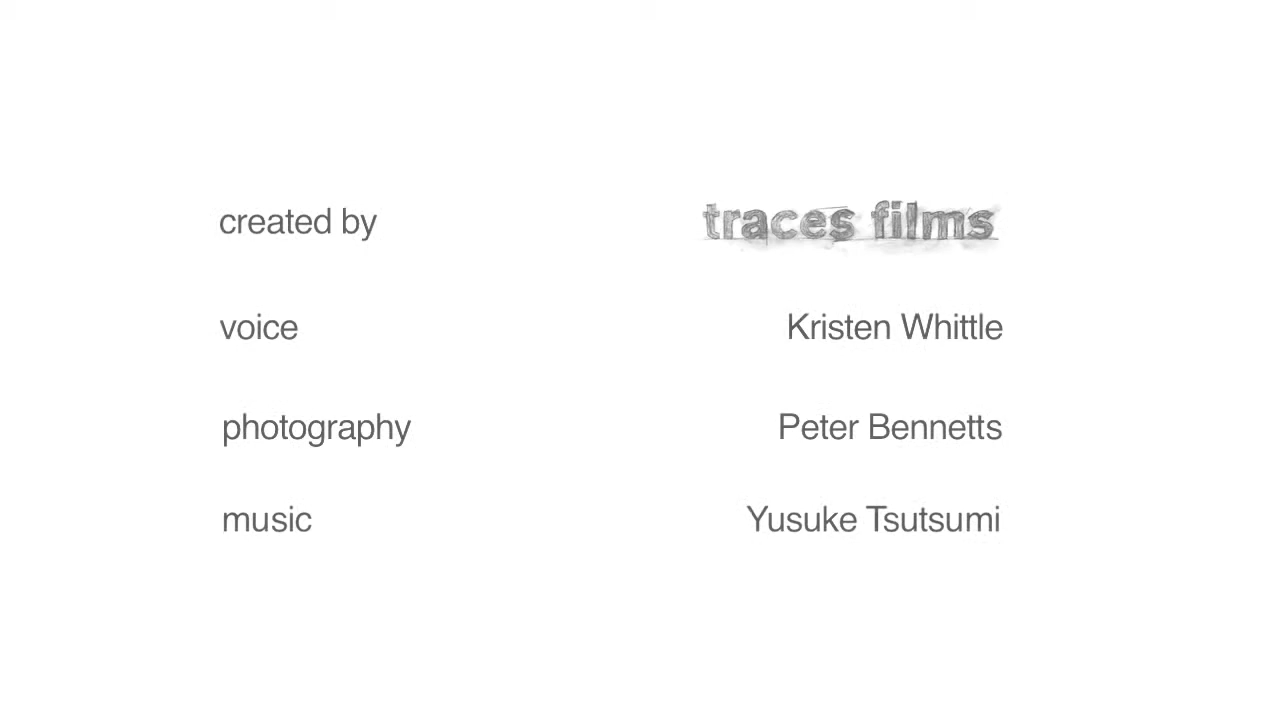 created by traces films
voice Kristen Whittle
photography Peter Bennetts
music Yusuke Tsutsumi